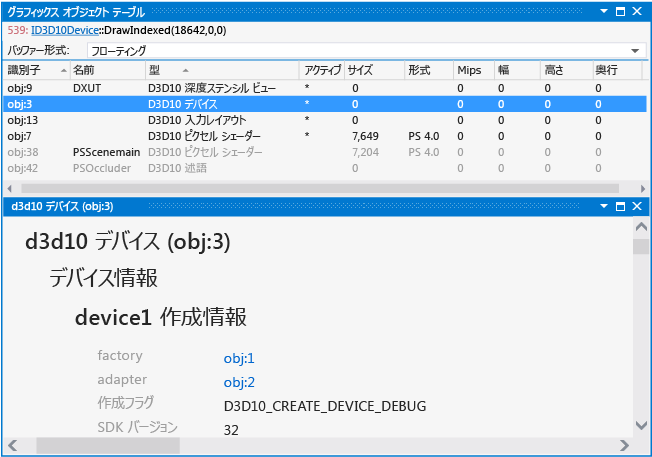 グラフィックス オブジェクト テーブル
539: ID3D10Device::DrawIndexed(18642,0,0)
バッファー形式: フローティング
識別子 名前 型 アクティブ サイズ 形式 Mips 幅 高さ 奥行
obj:9 DXUT D3D10 深度ステンシル ビュー * 0 0 0 0 0
obj:3 D3D10 デバイス * 0 0 0 0 0
obj:13 D3D10 入力レイアウト * 0 0 0 0 0
obj:7 D3D10 ピクセル シェーダー * 7,649 PS 4.0 0 0 0 0
obj:38 PSScenemain D3D10 ピクセル シェーダー 7,204 PS 4.0 0 0 0 0
obj:42 PSOccluder D3D10 述語 0 0 0 0 0
d3d10 デバイス (obj:3)
d3d10 デバイス (obj:3)
デバイス情報
device1 作成情報
factory obj:1
adapter obj:2
作成フラグ D3D10_CREATE_DEVICE_DEBUG
SDK バージョン 32